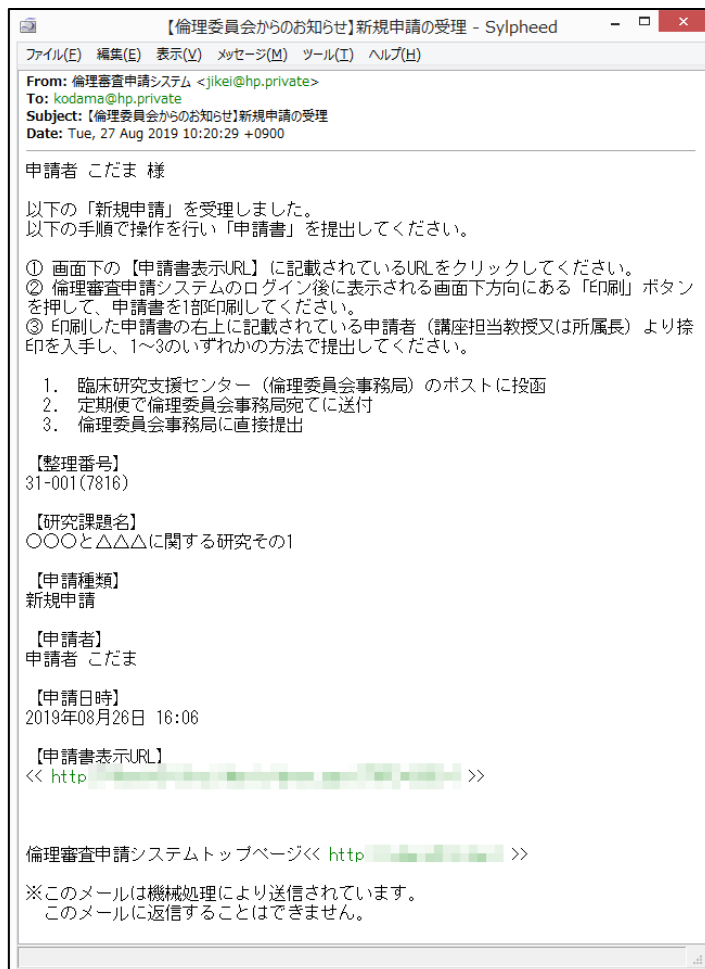 【倫理委員会からのお知らせ】新規申請の受理 - Sylpheed
ファイル(F) 編集(E) 表示(V) メッセージ(M) ツール(T) ヘルプ(H)
From: 倫理審査申請システム <jikei@hp.private>
To: kodama@hp.private
Subject: 【倫理委員会からのお知らせ】新規申請の受理
Date: Tue, 27 Aug 2019 10:20:29 +0900
申請者 こだま 様
以下の「新規申請」を受理しました。
以下の手順で操作を行い「申請書」を提出してください。
① 画面下の【申請書表示URL】に記載されているURLをクリックしてください。
② 倫理審査申請システムのログイン後に表示される画面下方向にある「印刷」ボタン
を押して、申請書を1部印刷してください。
③ 印刷した申請書の右上に記載されている申請者（講座担当教授又は所属長）より捺
印を入手し、1～3のいずれかの方法で提出してください。
1. 臨床研究支援センター（倫理委員会事務局）のポストに投函
2. 定期便で倫理委員会事務局宛てに送付
3. 倫理委員会事務局に直接提出
【整理番号】
31-001(7816)
【研究課題名】
○○○と△△△に関する研究その1
【申請種類】
新規申請
【申請者】
申請者 こだま
【申請日時】
2019年08月26日 16:06
【申請書表示URL】
<< http >>
倫理審査申請システムトップページ<< http >>
※このメールは機械処理により送信されています。
このメールに返信することはできません。